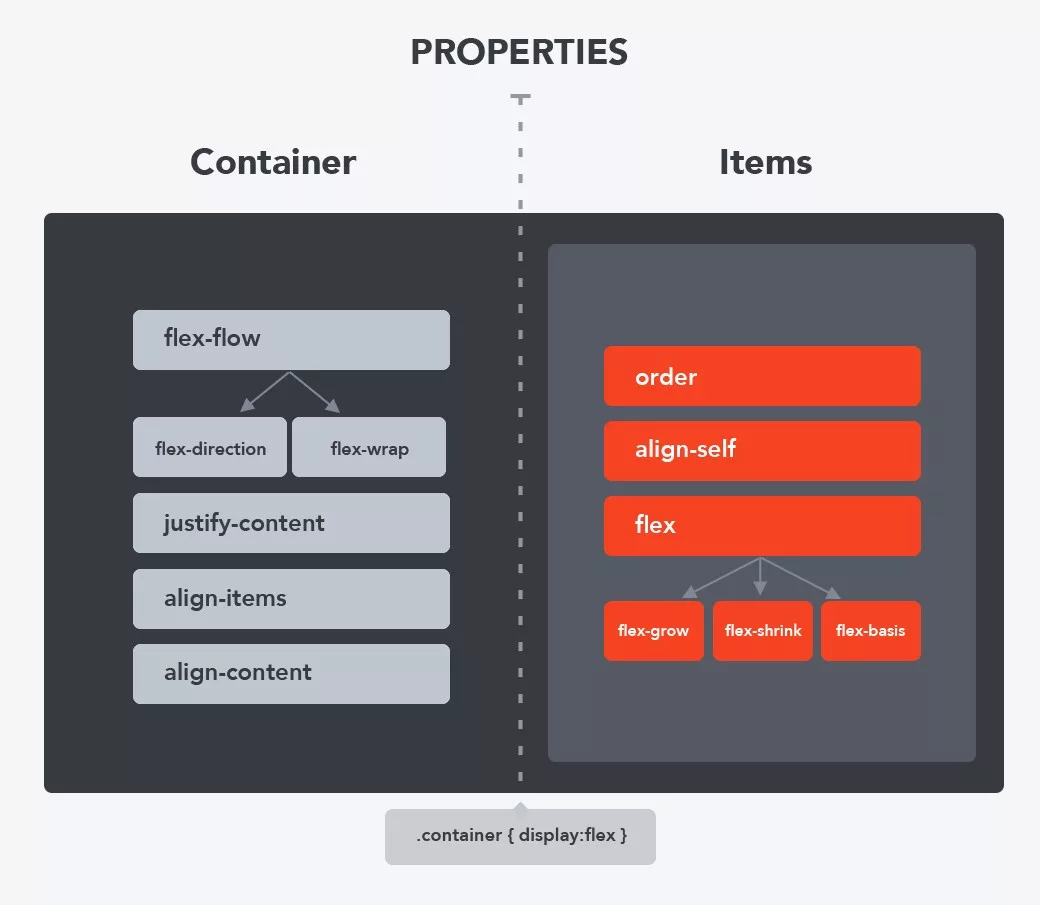 PROPERTIES
Container
Items
flex-flow
flex-direction
flex-wrap
justify-content
align-items
align-content
order
align-self
flex
flex-grow
flex-shrink
flex-basis
.container { display:flex }